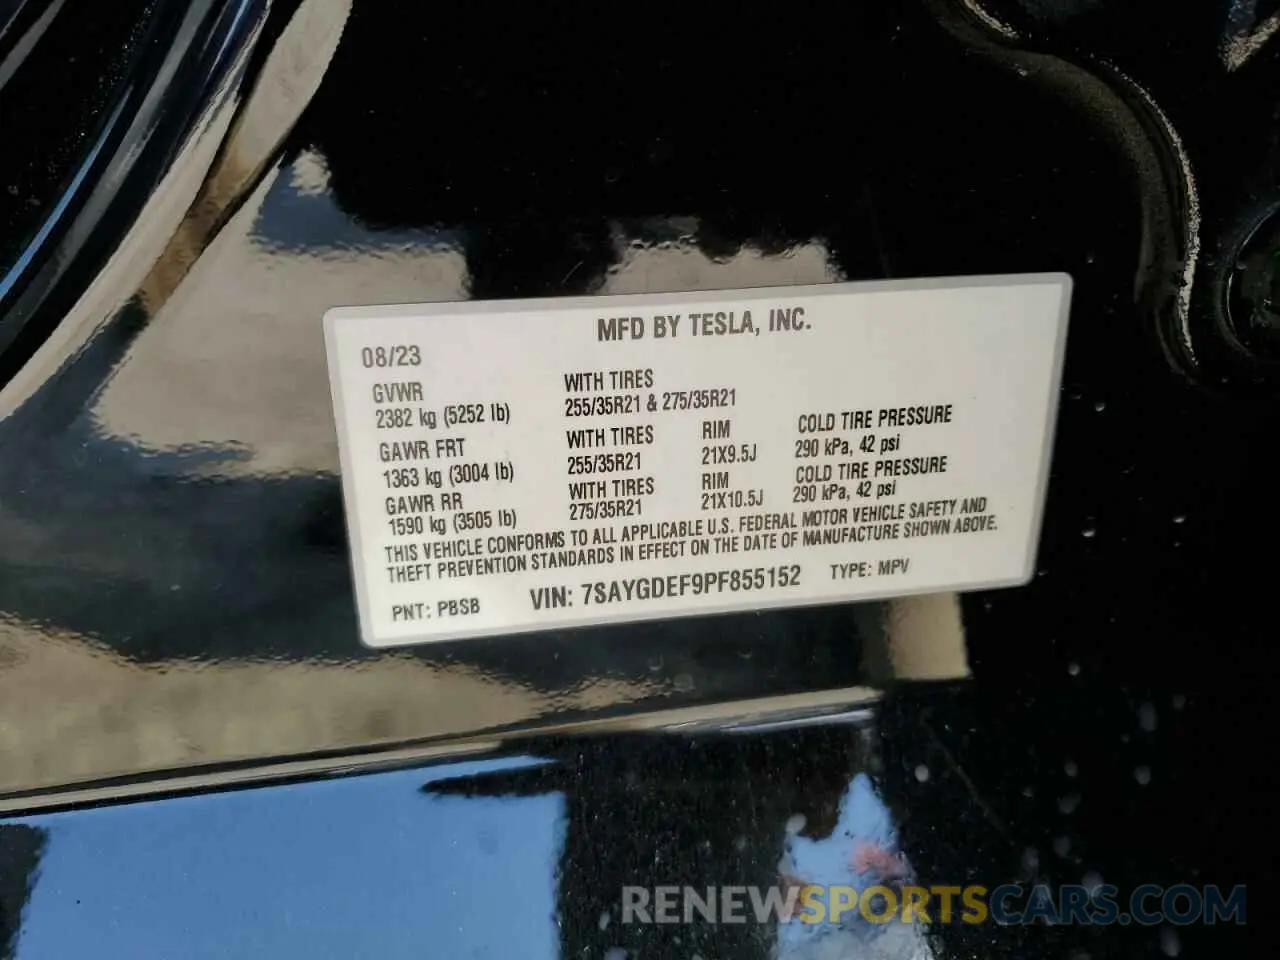 MFD BY TESLA, INC.
08/23
GVWR
2382 kg (5252 lb)
WITH TIRES
255/35R21 & 275/35R21
GAWR FRT
1363 kg (3004 lb)
WITH TIRES
255/35R21
RIM
21X9.5J
COLD TIRE PRESSURE
290 kPa, 42 psi
GAWR RR
1590 kg (3505 lb)
WITH TIRES
275/35R21
RIM
21X10.5J
COLD TIRE PRESSURE
290 kPa, 42 psi
THIS VEHICLE CONFORMS TO ALL APPLICABLE U.S. FEDERAL MOTOR VEHICLE SAFETY AND
THEFT PREVENTION STANDARDS IN EFFECT ON THE DATE OF MANUFACTURE SHOWN ABOVE.
PNT: PBSB VIN: 7SAYGDEF9PF855152 TYPE: MPV
RENEWSPORTSCARS.COM